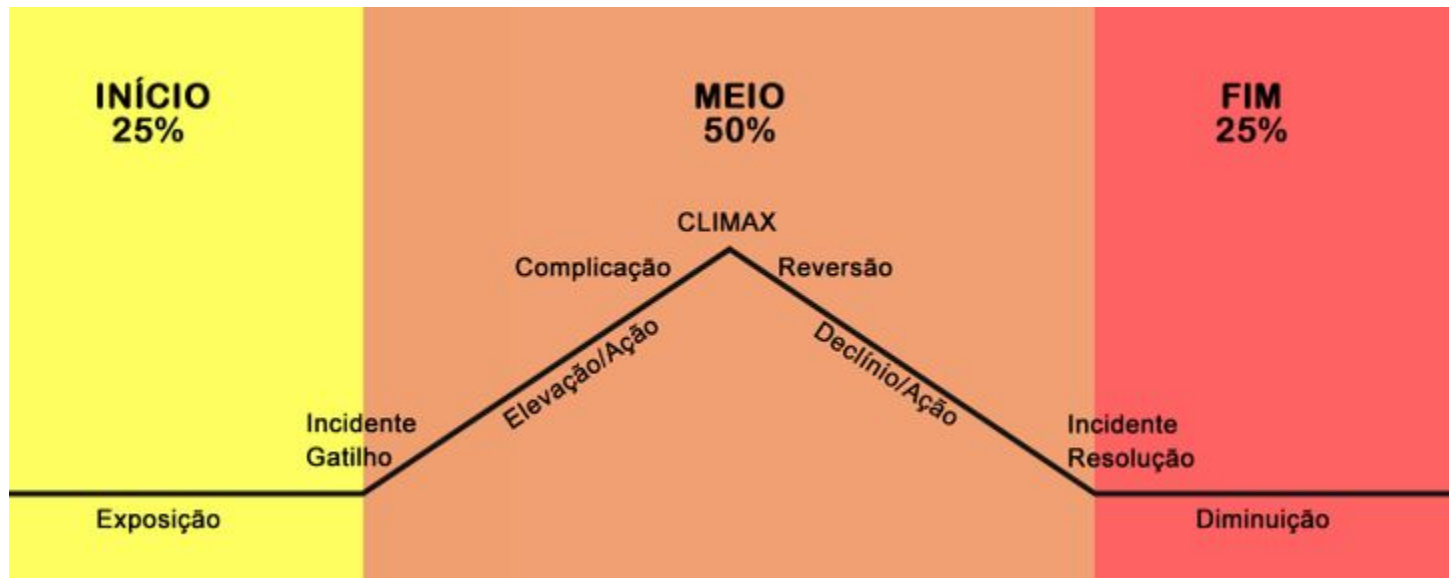 INÍCIO
25%
MEIO
50%
FIM
25%
CLIMAX
Complicação
Reversão
Elevação/Ação
Declínio/Ação
Incidente
Gatilho
Incidente
Resolução
Exposição
Diminuição